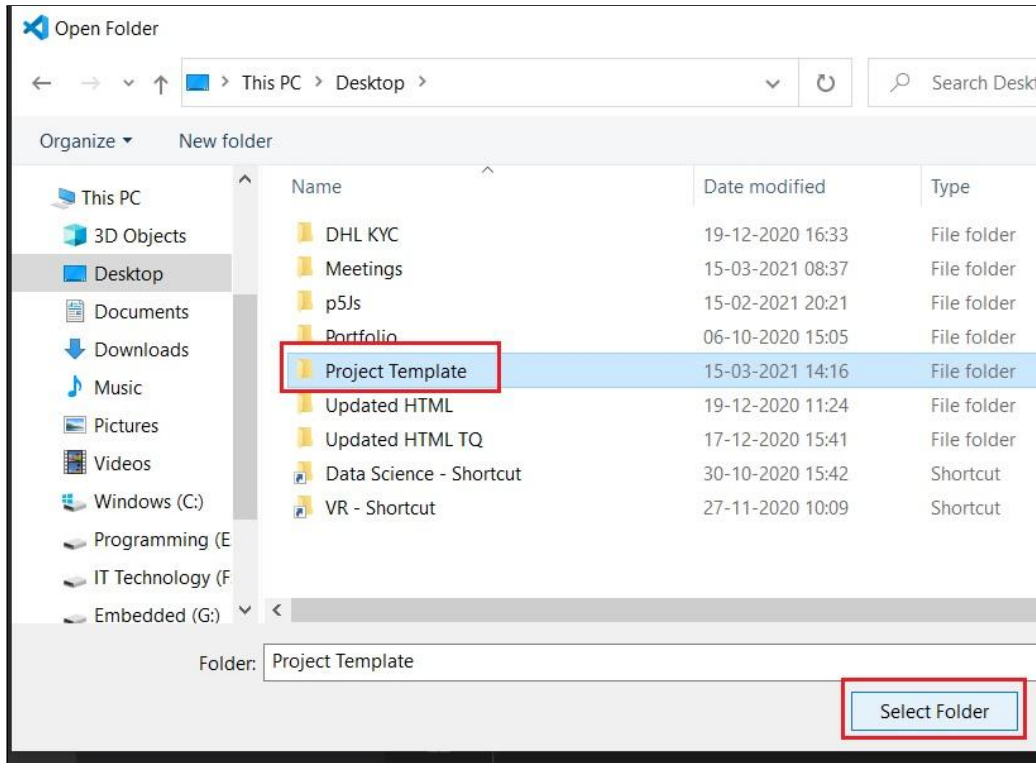 Open Folder
This PC > Desktop >
Search Desk
Organize
New folder
Name
Date modified
Type
This PC
3D Objects
Desktop
Documents
Downloads
Music
Pictures
Videos
Windows (C:)
Programming (E
IT Technology (F
Embedded (G:)
DHL KYC 19-12-2020 16:33 File folder
Meetings 15-03-2021 08:37 File folder
p5Js 15-02-2021 20:21 File folder
Portfolio 06-10-2020 15:05 File folder
Project Template 15-03-2021 14:16 File folder
Updated HTML 19-12-2020 11:24 File folder
Updated HTML TQ 17-12-2020 15:41 File folder
Data Science - Shortcut 30-10-2020 15:42 Shortcut
VR - Shortcut 27-11-2020 10:09 Shortcut
Folder: Project Template
Select Folder